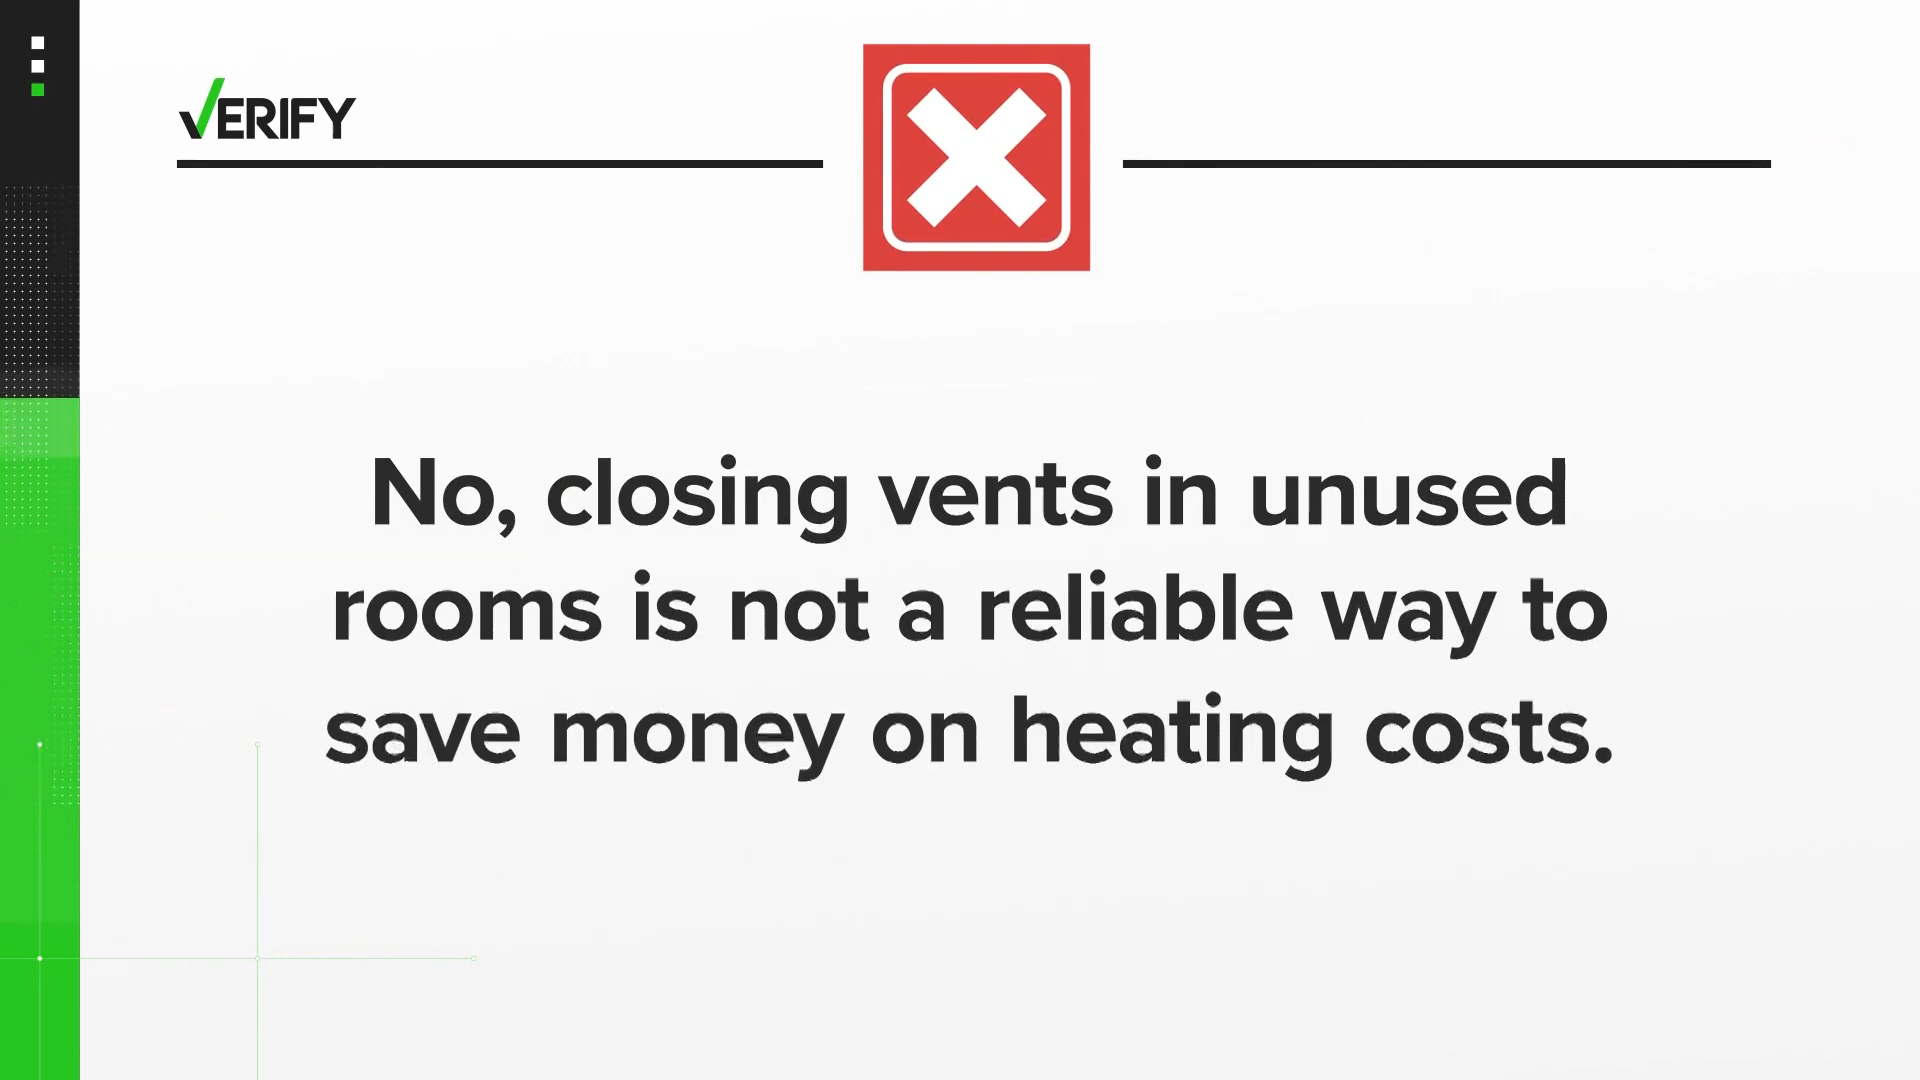 VERIFY
No, closing vents in unused
rooms is not a reliable way to
save money on heating costs.